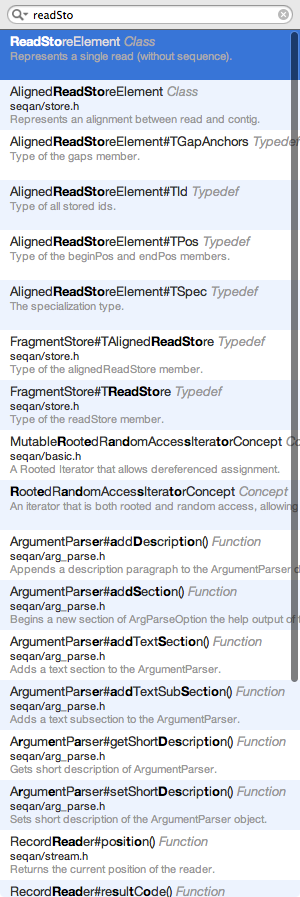 readSto
ReadStoreElement Class
Represents a single read (without sequence).
AlignedReadStoreElement Class
seqan/store.h
Represents an alignment between read and contig.
AlignedReadStoreElement#TGapAnchors Typedef
Type of the gaps member.
AlignedReadStoreElement#TId Typedef
Type of all stored ids.
AlignedReadStoreElement#TPos Typedef
Type of the beginPos and endPos members.
AlignedReadStoreElement#TSpec Typedef
The specialization type.
FragmentStore#TAlignedReadStore Typedef
seqan/store.h
Type of the alignedReadStore member.
FragmentStore#TReadStore Typedef
seqan/store.h
Type of the readStore member.
MutableRootedRandomAccessIteratorConcept Co
seqan/basic.h
A Rooted Iterator that allows dereferenced assignment.
RootedRandomAccessIteratorConcept Concept
An iterator that is both rooted and random access, allowing
ArgumentParser#addDescription() Function
seqan/arg_parse.h
Appends a description paragraph to the ArgumentParser d
ArgumentParser#addSection() Function
seqan/arg_parse.h
Begins a new section of ArgParseOption the help output of t
ArgumentParser#addTextSection() Function
seqan/arg_parse.h
Adds a text section to the ArgumentParser.
ArgumentParser#addTextSubSection() Function
seqan/arg_parse.h
Adds a text subsection to the ArgumentParser.
ArgumentParser#getShortDescription() Function
seqan/arg_parse.h
Gets short description of ArgumentParser.
ArgumentParser#setShortDescription() Function
seqan/arg_parse.h
Sets short description of the ArgumentParser object.
RecordReader#position() Function
seqan/stream.h
Returns the current position of the reader.
RecordReader#resultCode() Function